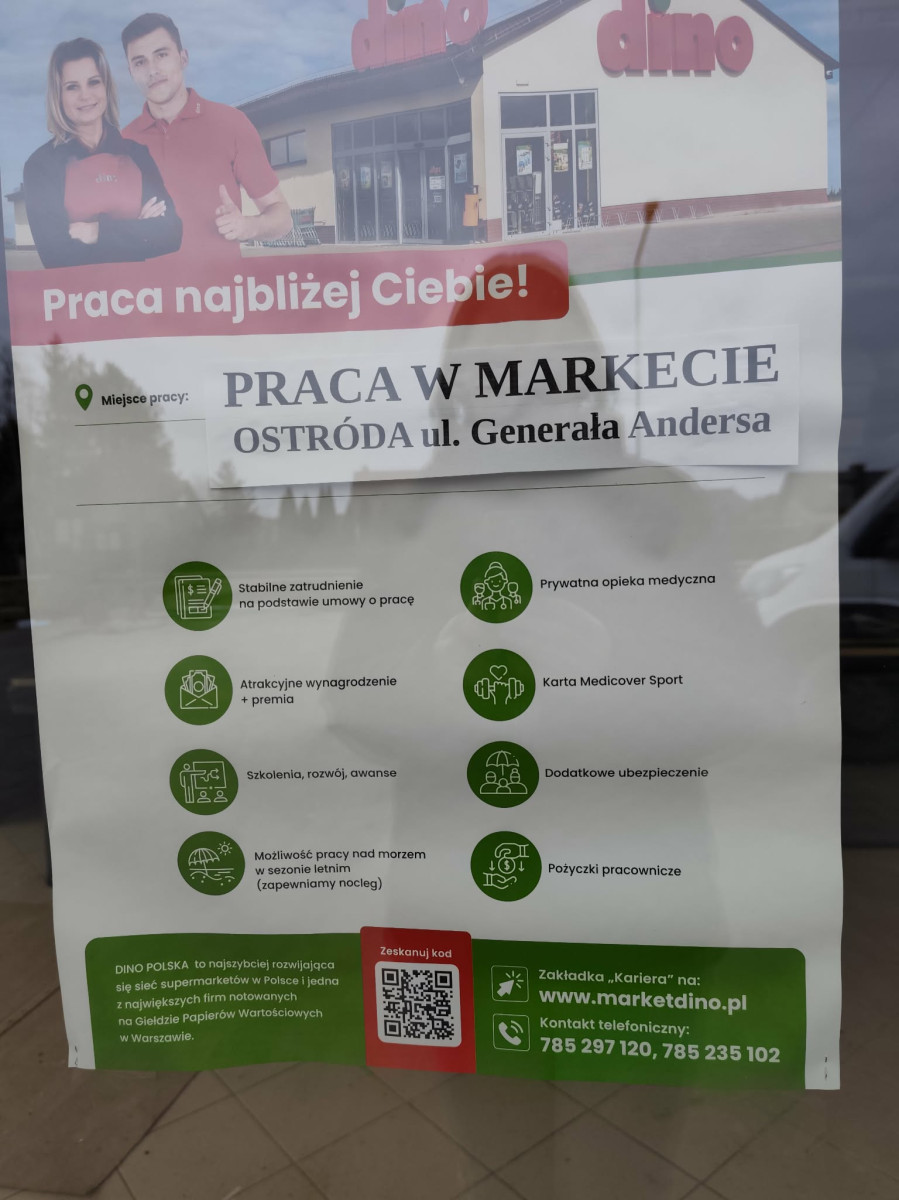 dino
dino
dino
Praca najbliżej Ciebie!
Miejsce pracy:
PRACA W MARKECIE
OSTRÓDA ul. Generała Andersa
Stabilne zatrudnienie
na podstawie umowy o pracę
Prywatna opieka medyczna
Atrakcyjne wynagrodzenie
+ premia
Karta Medicover Sport
Szkolenia, rozwój, awanse
Dodatkowe ubezpieczenie
Możliwość pracy nad morzem
w sezonie letnim
(zapewniamy nocleg)
Pożyczki pracownicze
DINO POLSKA to najszybciej rozwijająca
się sieć supermarketów w Polsce i jedna
z największych firm notowanych
na Giełdzie Papierów Wartościowych
w Warszawie.
Zeskanuj kod
Zakładka „Kariera” na:
www.marketdino.pl
Kontakt telefoniczny:
785 297 120, 785 235 102